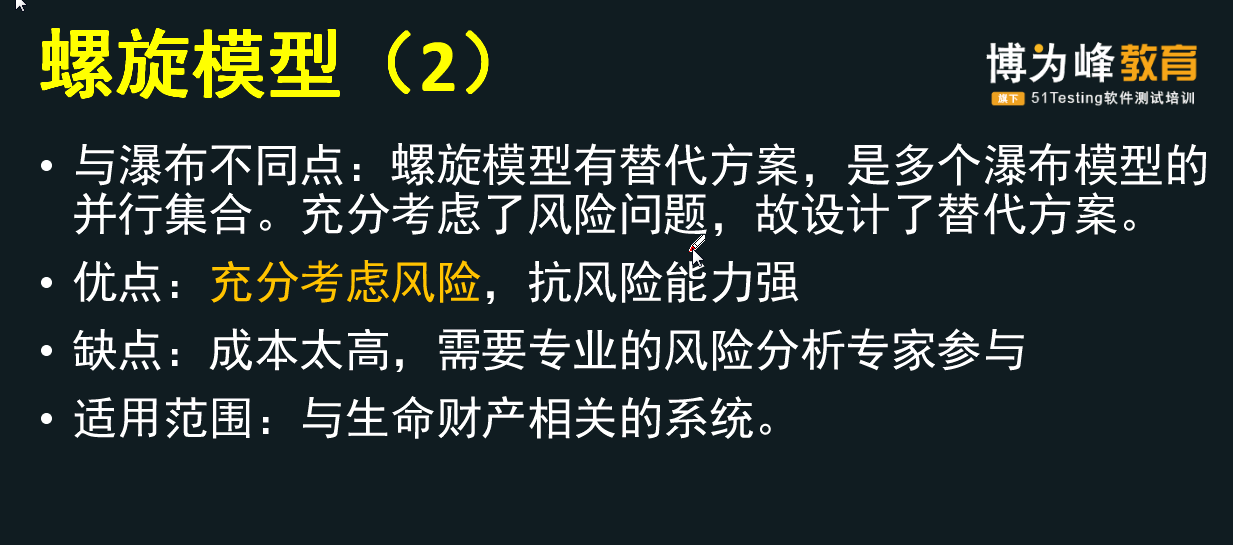 螺旋模型（2）
博为峰教育
旗下 51Testing软件测试培训
• 与瀑布不同点：螺旋模型有替代方案，是多个瀑布模型的
并行集合。充分考虑了风险问题，故设计了替代方案。
• 优点：充分考虑风险，抗风险能力强
• 缺点：成本太高，需要专业的风险分析专家参与
• 适用范围：与生命财产相关的系统。